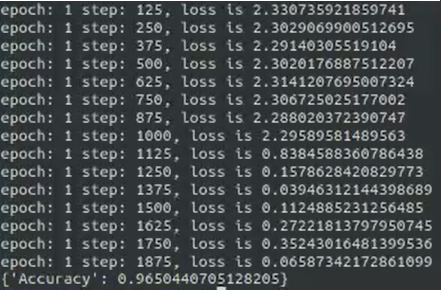 epoch: 1 step: 125, loss is 2.330735921859741
epoch: 1 step: 250, loss is 2.3029069900512695
epoch: 1 step: 375, loss is 2.29140305519104
epoch: 1 step: 500, loss is 2.3020176887512207
epoch: 1 step: 625, loss is 2.3141207695007324
epoch: 1 step: 750, loss is 2.306725025177002
epoch: 1 step: 875, loss is 2.288020372390747
epoch: 1 step: 1000, loss is 2.29589581489563
epoch: 1 step: 1125, loss is 0.8384588360786438
epoch: 1 step: 1250, loss is 0.1578628420829773
epoch: 1 step: 1375, loss is 0.03946312144398689
epoch: 1 step: 1500, loss is 0.1124885231256485
epoch: 1 step: 1625, loss is 0.27221813797950745
epoch: 1 step: 1750, loss is 0.35243016481399536
epoch: 1 step: 1875, loss is 0.06587342172861099
{'Accuracy': 0.9650440705128205}